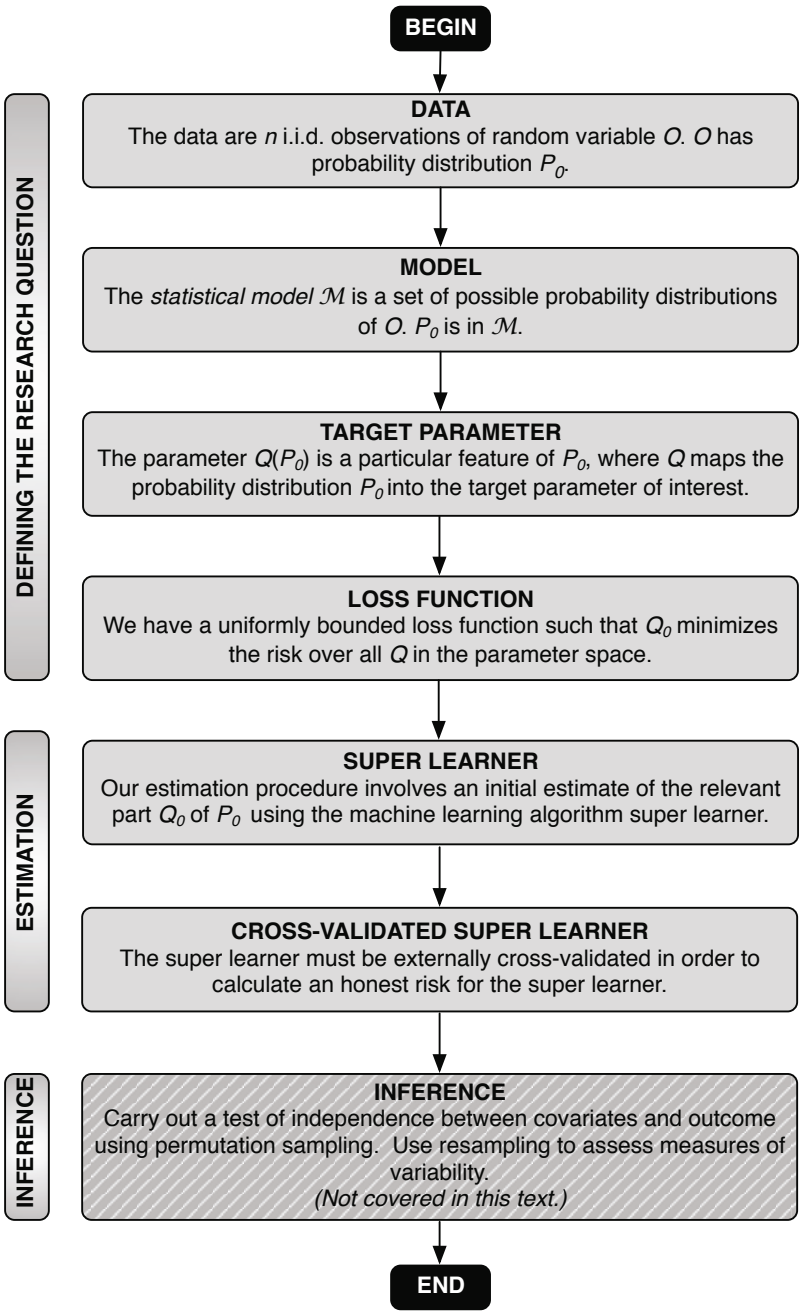 BEGIN
DEFINING THE RESEARCH QUESTION
DATA
The data are n i.i.d. observations of random variable O. O has
probability distribution P₀.
MODEL
The statistical model ℳ is a set of possible probability distributions
of O. P₀ is in ℳ.
TARGET PARAMETER
The parameter Q(P₀) is a particular feature of P₀, where Q maps the
probability distribution P₀ into the target parameter of interest.
LOSS FUNCTION
We have a uniformly bounded loss function such that Q₀ minimizes
the risk over all Q in the parameter space.
ESTIMATION
SUPER LEARNER
Our estimation procedure involves an initial estimate of the relevant
part Q₀ of P₀ using the machine learning algorithm super learner.
CROSS-VALIDATED SUPER LEARNER
The super learner must be externally cross-validated in order to
calculate an honest risk for the super learner.
INFERENCE
INFERENCE
Carry out a test of independence between covariates and outcome
using permutation sampling. Use resampling to assess measures of
variability.
(Not covered in this text.)
END